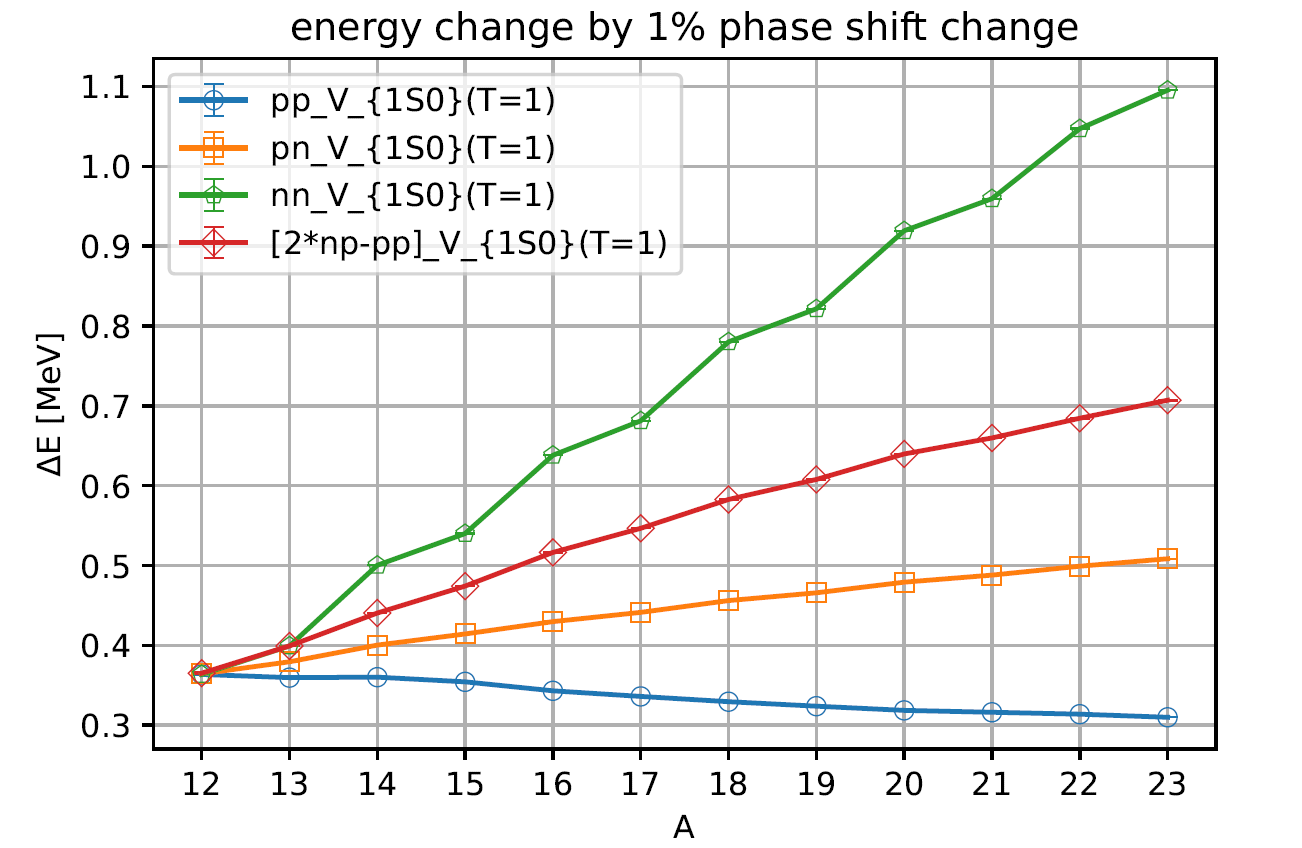 energy change by 1% phase shift change
pp_V_{1S0}(T=1)
pn_V_{1S0}(T=1)
nn_V_{1S0}(T=1)
[2*np-pp]_V_{1S0}(T=1)
ΔE [MeV]
1.1
1.0
0.9
0.8
0.7
0.6
0.5
0.4
0.3
12 13 14 15 16 17 18 19 20 21 22 23
A